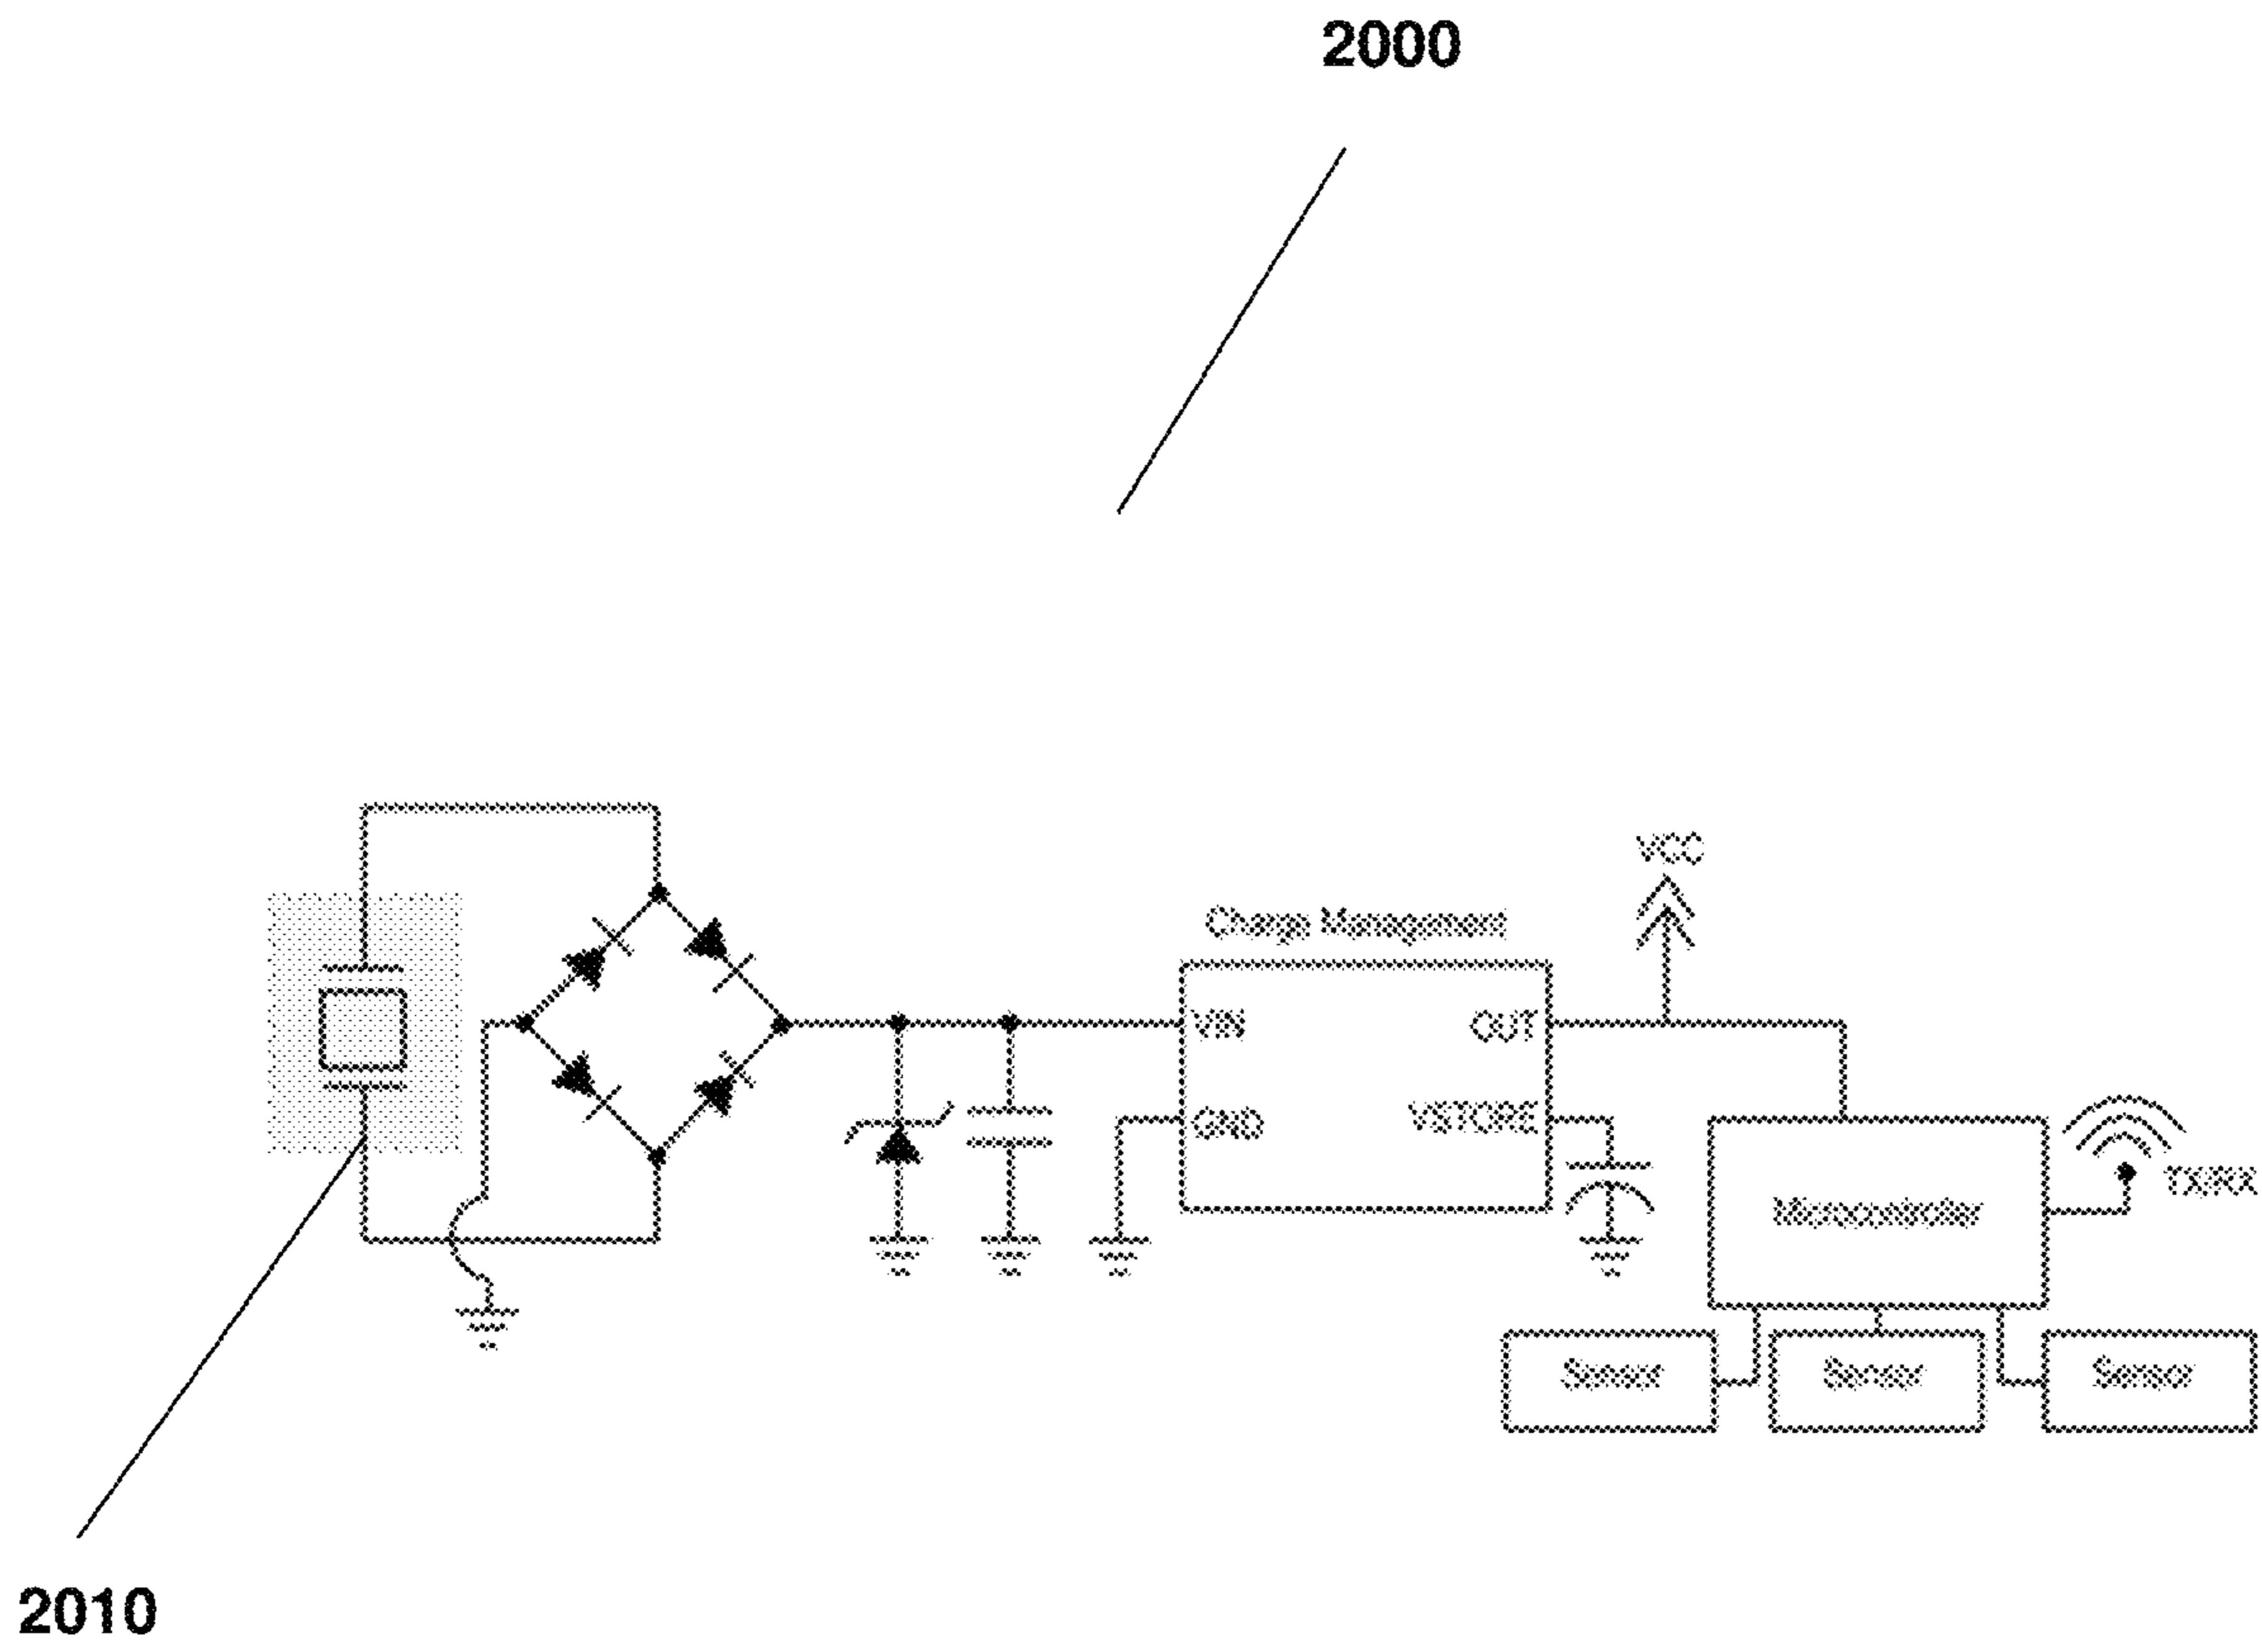 2000
VCC
Charge Management
VIN
OUT
GND
VSTORE
TX/RX
Microcontroller
Sensor
Sensor
Sensor
2010